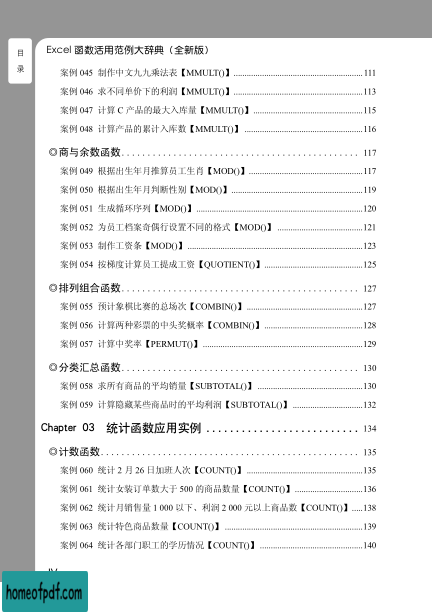 目
录
Excel 函数活用范例大辞典（全新版）
案例 045 制作中文九九乘法表【MMULT()】............................................................111
案例 046 求不同单价下的利润【MMULT()】............................................................113
案例 047 计算 C 产品的最大入库量【MMULT()】..................................................115
案例 048 计算产品的累计入库数【MMULT()】......................................................116
◎商与余数函数........................................ 117
案例 049 根据出生年月推算员工生肖【MOD()】....................................................117
案例 050 根据出生年月判断性别【MOD()】............................................................119
案例 051 生成循环序列【MOD()】............................................................................120
案例 052 为员工档案奇偶行设置不同的格式【MOD()】........................................121
案例 053 制作工资条【MOD()】................................................................................123
案例 054 按梯度计算员工提成工资【QUOTIENT()】..............................................125
◎排列组合函数........................................ 127
案例 055 预计象棋比赛的总场次【COMBIN()】......................................................127
案例 056 计算两种彩票的中头奖概率【COMBIN()】..............................................128
案例 057 计算中奖率【PERMUT()】..........................................................................129
◎分类汇总函数........................................ 130
案例 058 求所有商品的平均销量【SUBTOTAL()】..................................................130
案例 059 计算隐藏某些商品时的平均利润【SUBTOTAL()】..................................132
Chapter 03 统计函数应用实例.......................... 134
◎计数函数............................................ 135
案例 060 统计 2 月 26 日加班人次【COUNT()】......................................................135
案例 061 统计女装订单数大于 500 的商品数量【COUNT()】................................136
案例 062 统计月销售量 1 000 以下、利润 2 000 元以上商品数【COUNT()】.....138
案例 063 统计特色商品数量【COUNT()】................................................................139
案例 064 统计各部门职工的学历情况【COUNT()】................................................140
homeofpdf.com